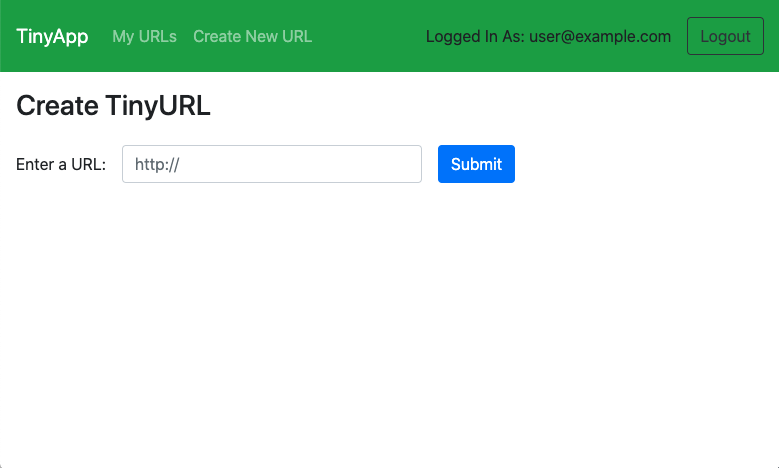 TinyApp My URLs Create New URL Logged In As: user@example.com Logout
Create TinyURL
Enter a URL: http:// Submit